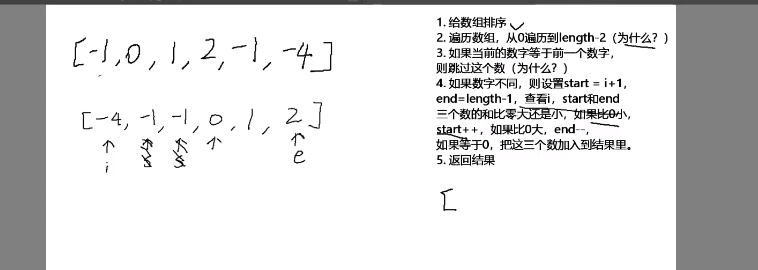 [-1, 0, 1, 2, -1, -4]
[-4, -1, -1, 0, 1, 2]
i
s s
e
1. 给数组排序
2. 遍历数组，从0遍历到length-2（为什么？）
3. 如果当前的数字等于前一个数字，
则跳过这个数（为什么？）
4. 如果数字不同，则设置start = i+1,
end=length-1，查看i，start和end
三个数的和比零大还是小，如果比0小，
start++，如果比0大，end--，
如果等于0，把这三个数加入到结果里。
5. 返回结果
[